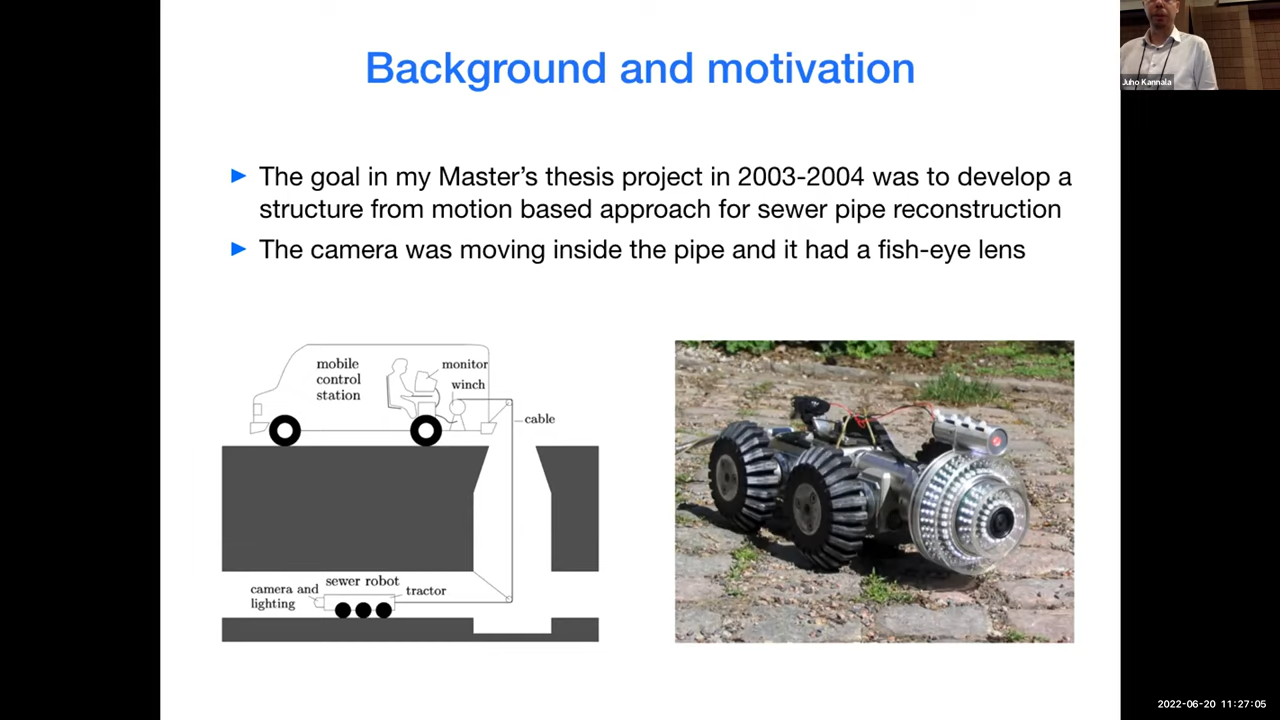 Background and motivation
Juho Kannala
► The goal in my Master's thesis project in 2003-2004 was to develop a
structure from motion based approach for sewer pipe reconstruction
► The camera was moving inside the pipe and it had a fish-eye lens
mobile
control
station
monitor
winch
cable
camera and
lighting
sewer robot
tractor
2022-06-20 11:27:05